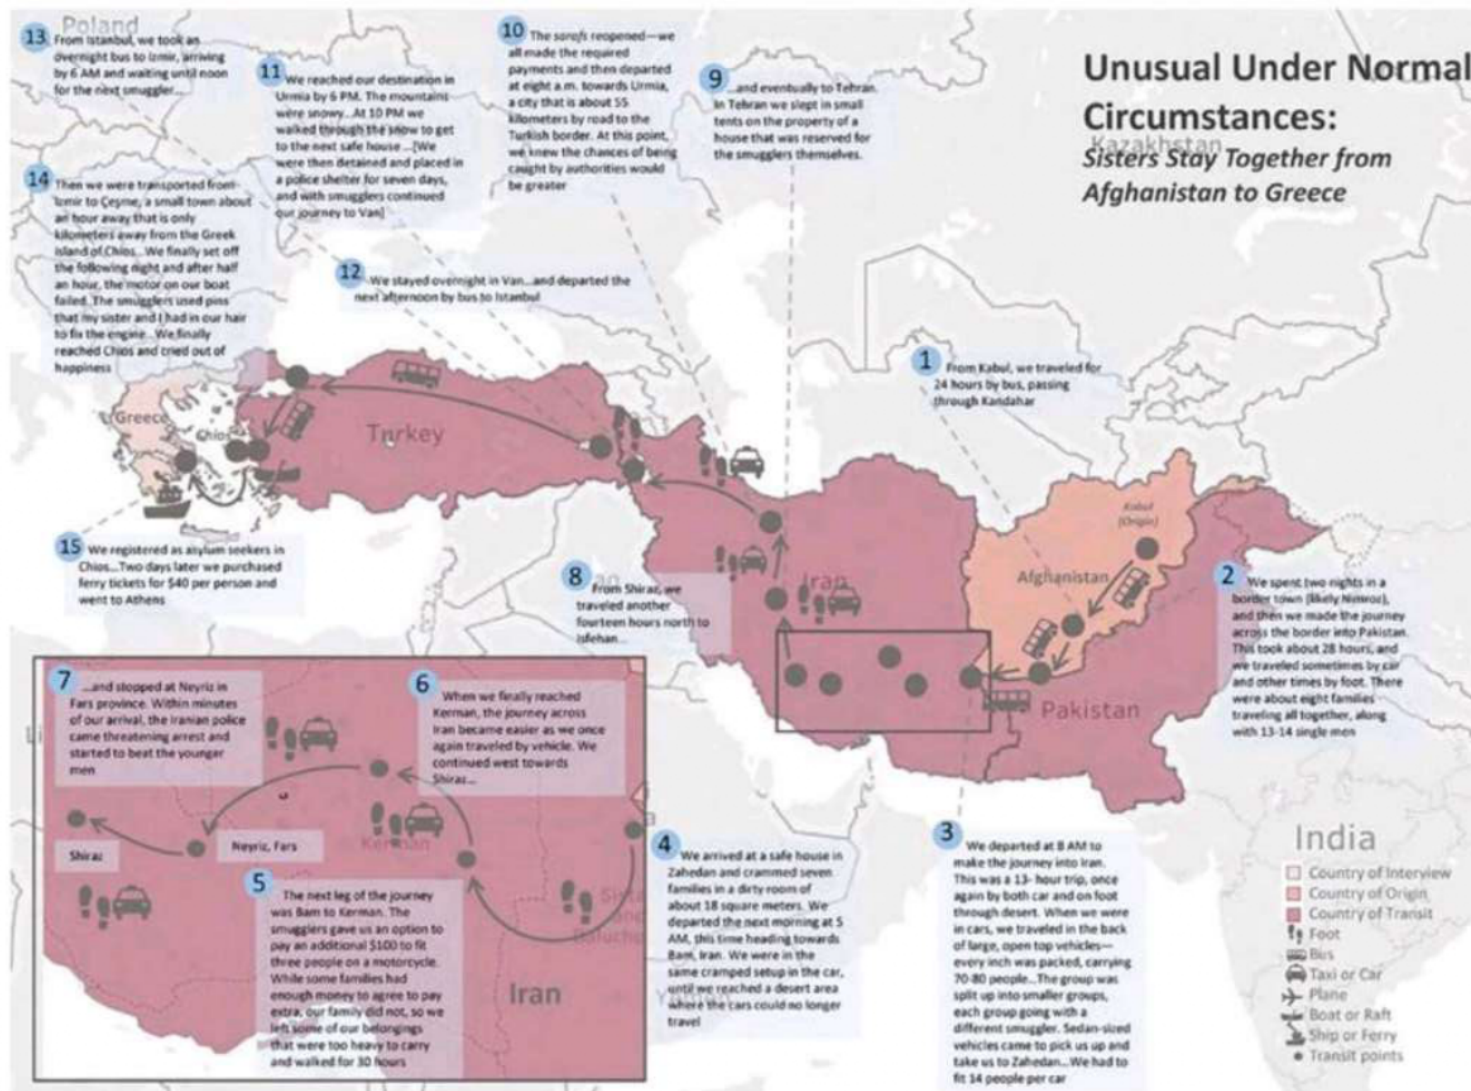 Unusual Under Normal
Circumstances:
Sisters Stay Together from
Afghanistan to Greece
Poland
Kazakhstan
13
From Istanbul, we took an
overnight bus to Izmir, arriving
by 6 AM and waiting until noon
for the next smuggler...
11
We reached our destination in
Urmia by 6 PM. The mountains
were snowy...At 10 PM we
walked through the snow to get
to the next safe house ...[We
were then detained and placed in
a police shelter for seven days,
and with smugglers continued
our journey to Van]
10
The sarafs reopened—we
all made the required
payments and then departed
at eight a.m. towards Urmia,
a city that is about 55
kilometers by road to the
Turkish border. At this point,
we knew the chances of being
caught by authorities would
be greater
9
...and eventually to Tehran.
In Tehran we slept in small
tents on the property of a
house that was reserved for
the smugglers themselves.
14
Then we were transported from
Izmir to Çeşme, a small town about
an hour away that is only
kilometers away from the Greek
island of Chios...We finally set off
the following night and after half
an hour, the motor on our boat
failed. The smugglers used pins
that my sister and I had in our hair
to fix the engine...We finally
reached Chios and cried out of
happiness
12
We stayed overnight in Van...and departed the
next afternoon by bus to Istanbul
1
From Kabul, we traveled for
24 hours by bus, passing
through Kandahar
Greece
Chios
Turkey
Kabul
(Origin)
Afghanistan
Iran
Pakistan
15
We registered as asylum seekers in
Chios...Two days later we purchased
ferry tickets for $40 per person and
went to Athens
8
From Shiraz, we
traveled another
fourteen hours north to
Isfehan...
2
We spent two nights in a
border town (likely Nimroz),
and then we made the journey
across the border into Pakistan.
This took about 28 hours, and
we traveled sometimes by car
and other times by foot. There
were about eight families
traveling all together, along
with 13-14 single men
7
...and stopped at Neyriz in
Fars province. Within minutes
of our arrival, the Iranian police
came threatening arrest and
started to beat the younger
men
6
When we finally reached
Kerman, the journey across
Iran became easier as we once
again traveled by vehicle. We
continued west towards
Shiraz...
Shiraz
Neyriz, Fars
Kerman
5
The next leg of the journey
was Bam to Kerman. The
smugglers gave us an option to
pay an additional $100 to fit
three people on a motorcycle.
While some families had
enough money to agree to pay
extra, our family did not, so we
left some of our belongings
that were too heavy to carry
and walked for 30 hours
Iran
4
We arrived at a safe house in
Zahedan and crammed seven
families in a dirty room of
about 18 square meters. We
departed the next morning at 5
AM, this time heading towards
Bam, Iran. We were in the
same cramped setup in the car,
until we reached a desert area
where the cars could no longer
travel
3
We departed at 8 AM to
make the journey into Iran.
This was a 13- hour trip, once
again by both car and on foot
through desert. When we were
in cars, we traveled in the back
of large, open top vehicles—
every inch was packed, carrying
70-80 people...The group was
split up into smaller groups,
each group going with a
different smuggler. Sedan-sized
vehicles came to pick us up and
take us to Zahedan...We had to
fit 14 people per car
India
Country of Interview
Country of Origin
Country of Transit
Foot
Bus
Taxi or Car
Plane
Boat or Raft
Ship or Ferry
Transit points